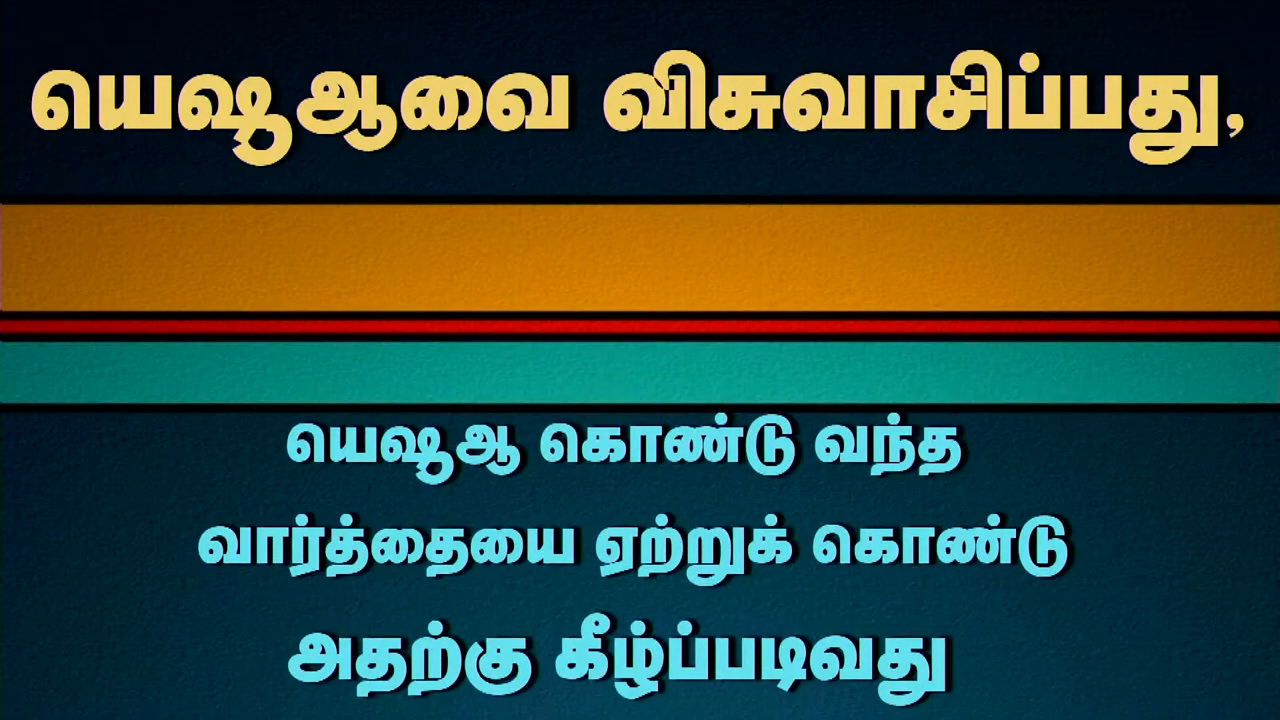 யெஷூஆவை விசுவாசிப்பது,
யெஷூஆ கொண்டு வந்த
வார்த்தையை ஏற்றுக் கொண்டு
அதற்கு கீழ்ப்படிவது